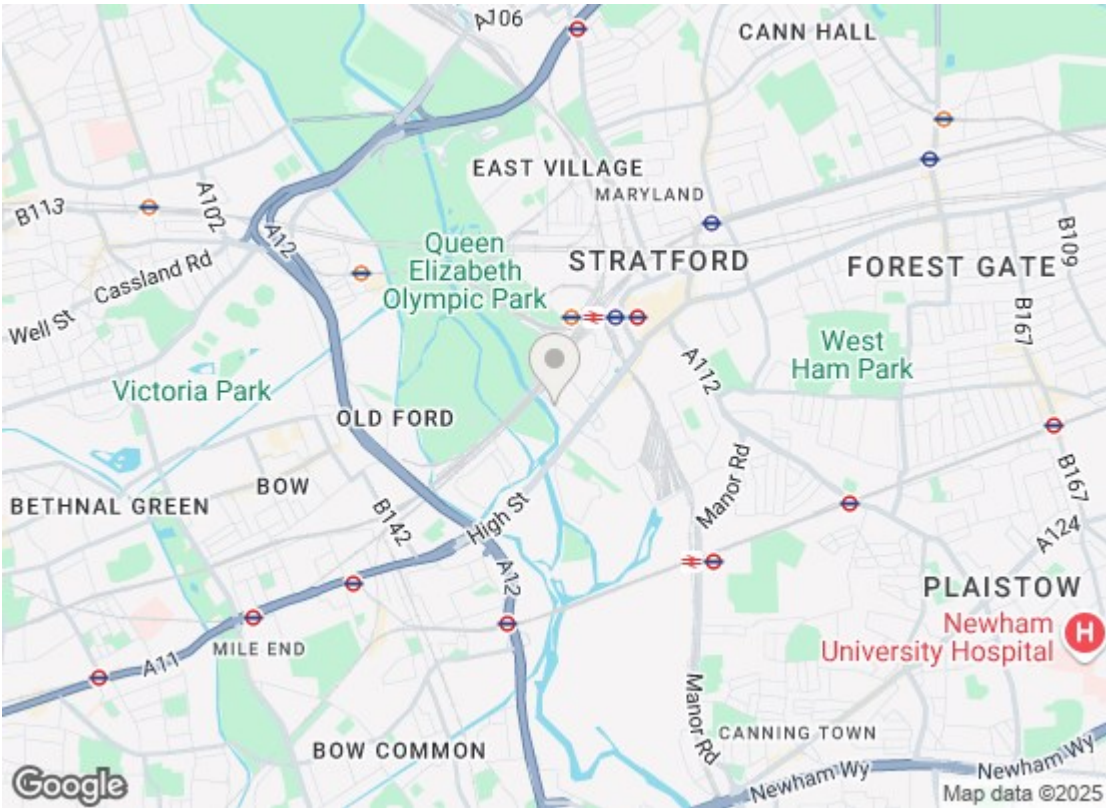 A106
CANN HALL
EAST VILLAGE
MARYLAND
B113
A102
A12
Cassland Rd
Well St
Queen
Elizabeth
Olympic Park
STRATFORD
FOREST GATE
B109
B167
West
Ham Park
A112
Victoria Park
OLD FORD
BOW
BETHNAL GREEN
B142
High St
Manor Rd
B167
A124
A12
PLAISTOW
Newham
University Hospital
H
MILE END
A11
Manor Rd
CANNING TOWN
BOW COMMON
Newham Wy
Newham Wy
Google
Map data ©2025